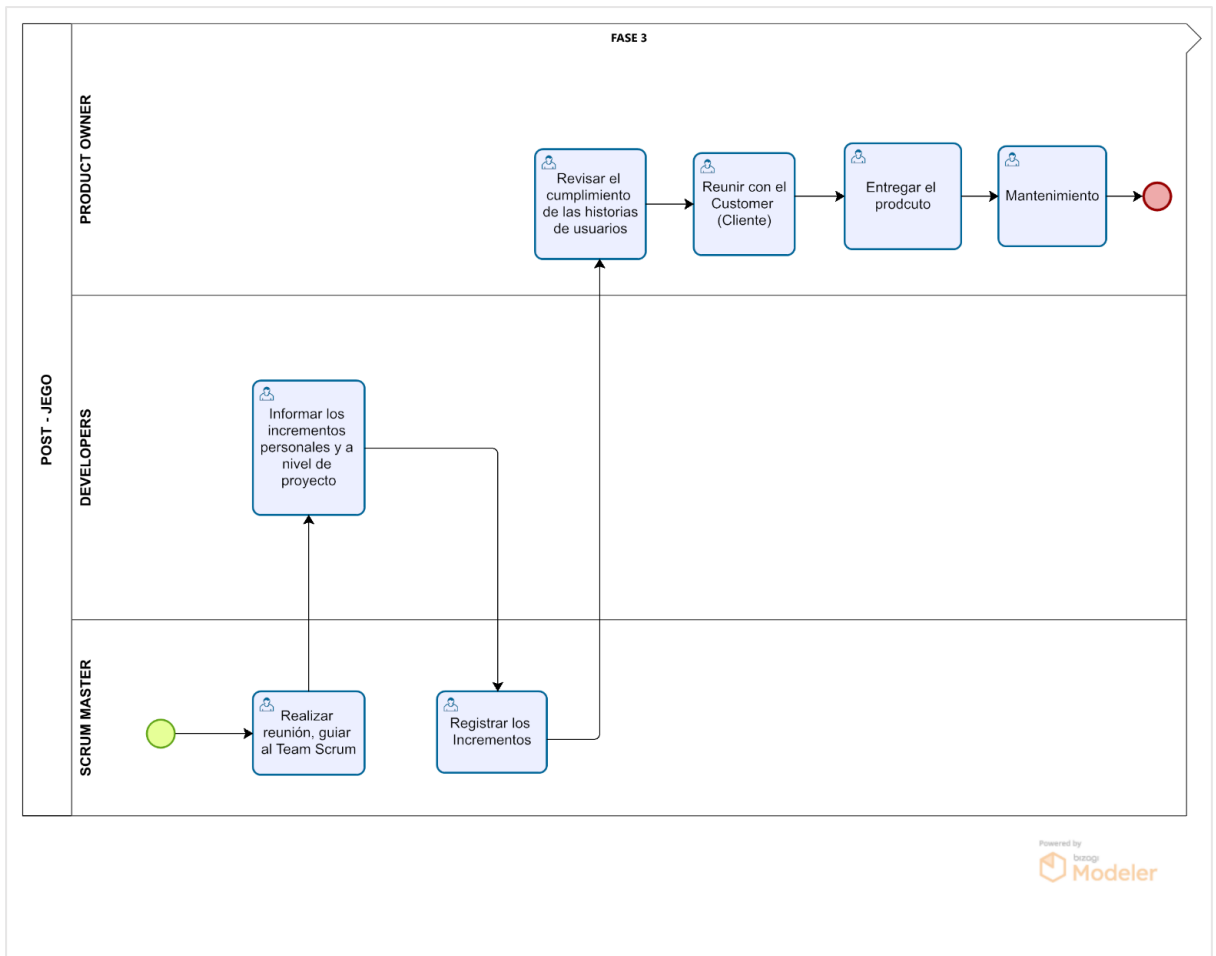 FASE 3
POST - JEGO
PRODUCT OWNER
Revisar el
cumplimiento
de las historias
de usuarios
Reunir con el
Customer
(Cliente)
Entregar el
prodcuto
Mantenimiento
DEVELOPERS
Informar los
incrementos
personales y a
nivel de
proyecto
SCRUM MASTER
Realizar
reunión, guiar
al Team Scrum
Registrar los
Incrementos
Powered by
bizagi
Modeler